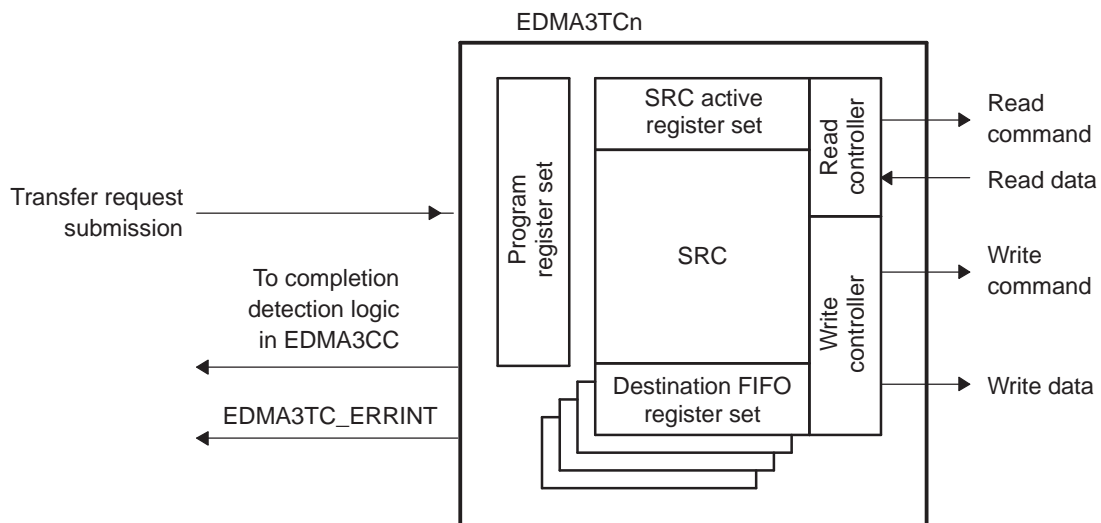 EDMA3TCn
SRC active
register set
Read
controller
Read
command
Read data
Transfer request
submission
Program
register set
SRC
Write
controller
Write
command
To completion
detection logic
in EDMA3CC
Destination FIFO
register set
Write data
EDMA3TC_ERRINT